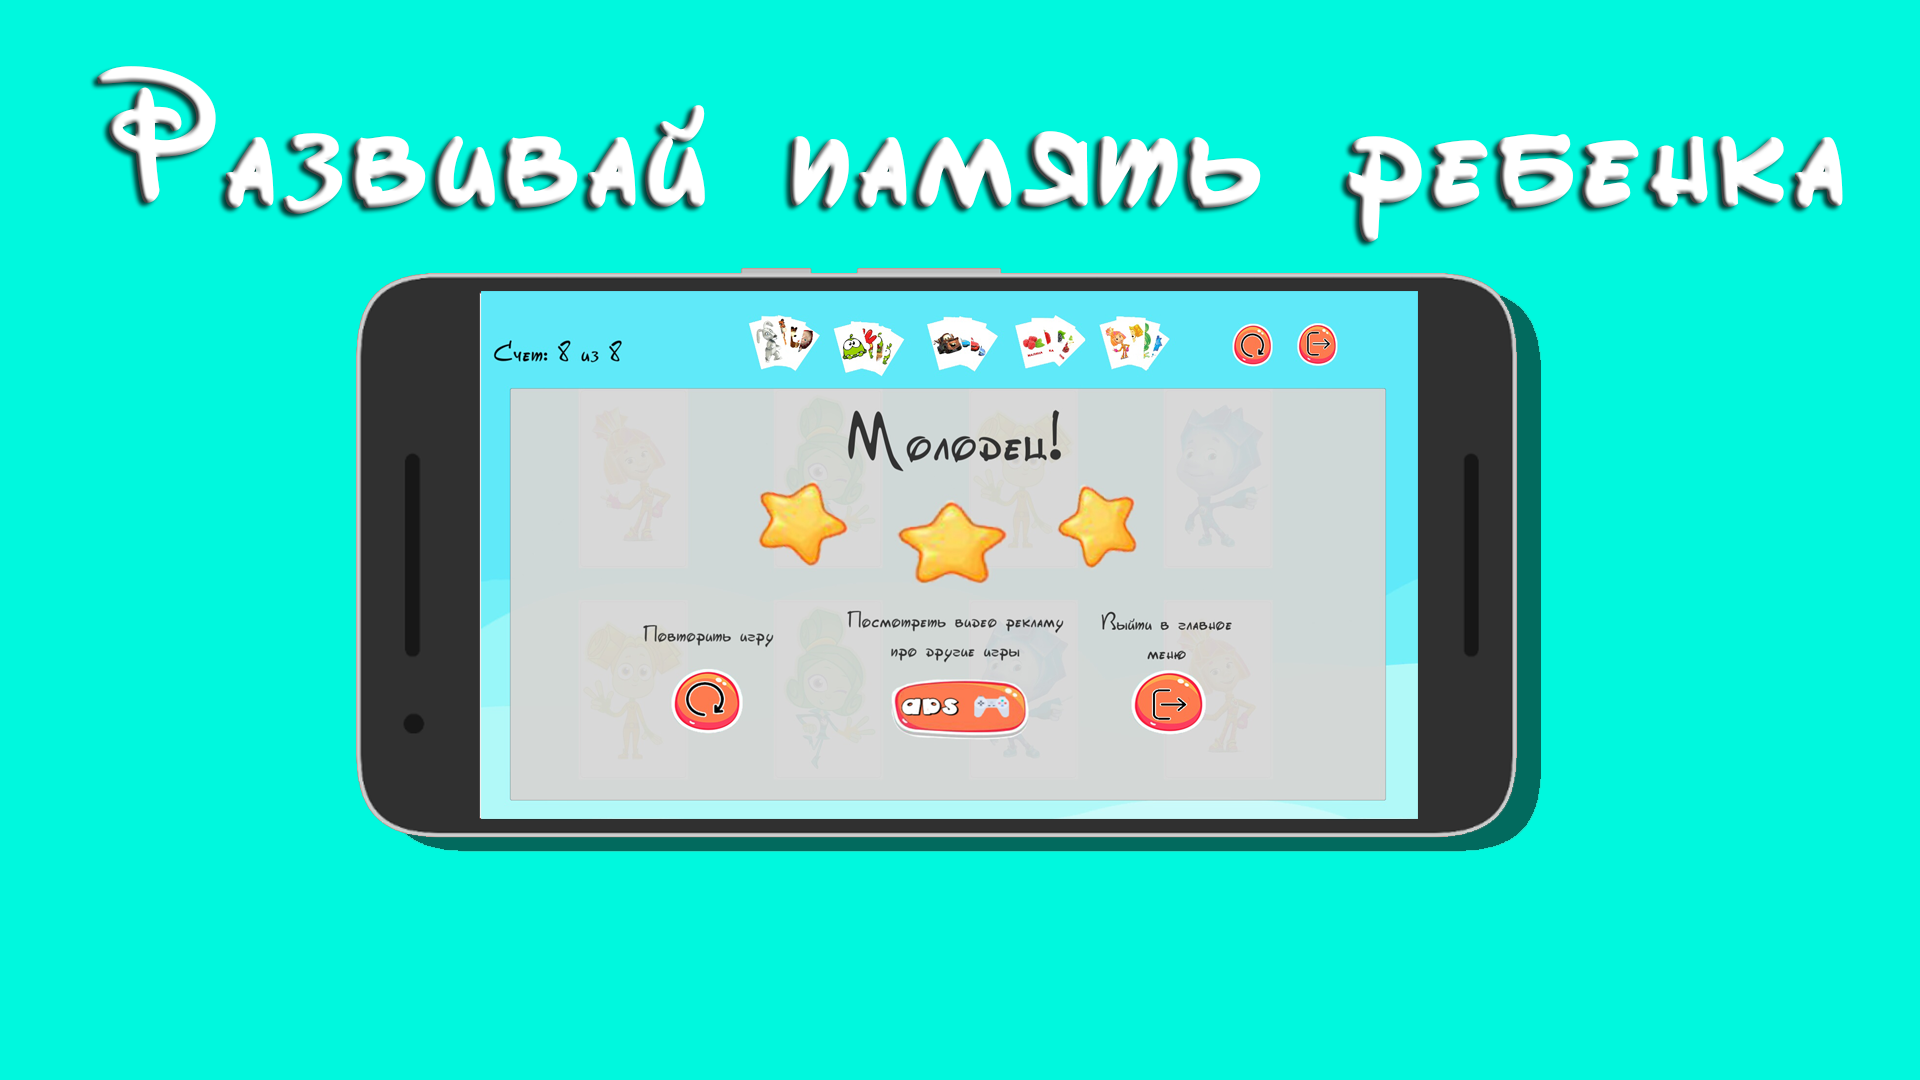 Развивай память ребенка
Счет: 8 из 8
Молодец!
Повторить игру
Посмотреть видео рекламу
про другие игры
Выйти в главное
меню
aDs